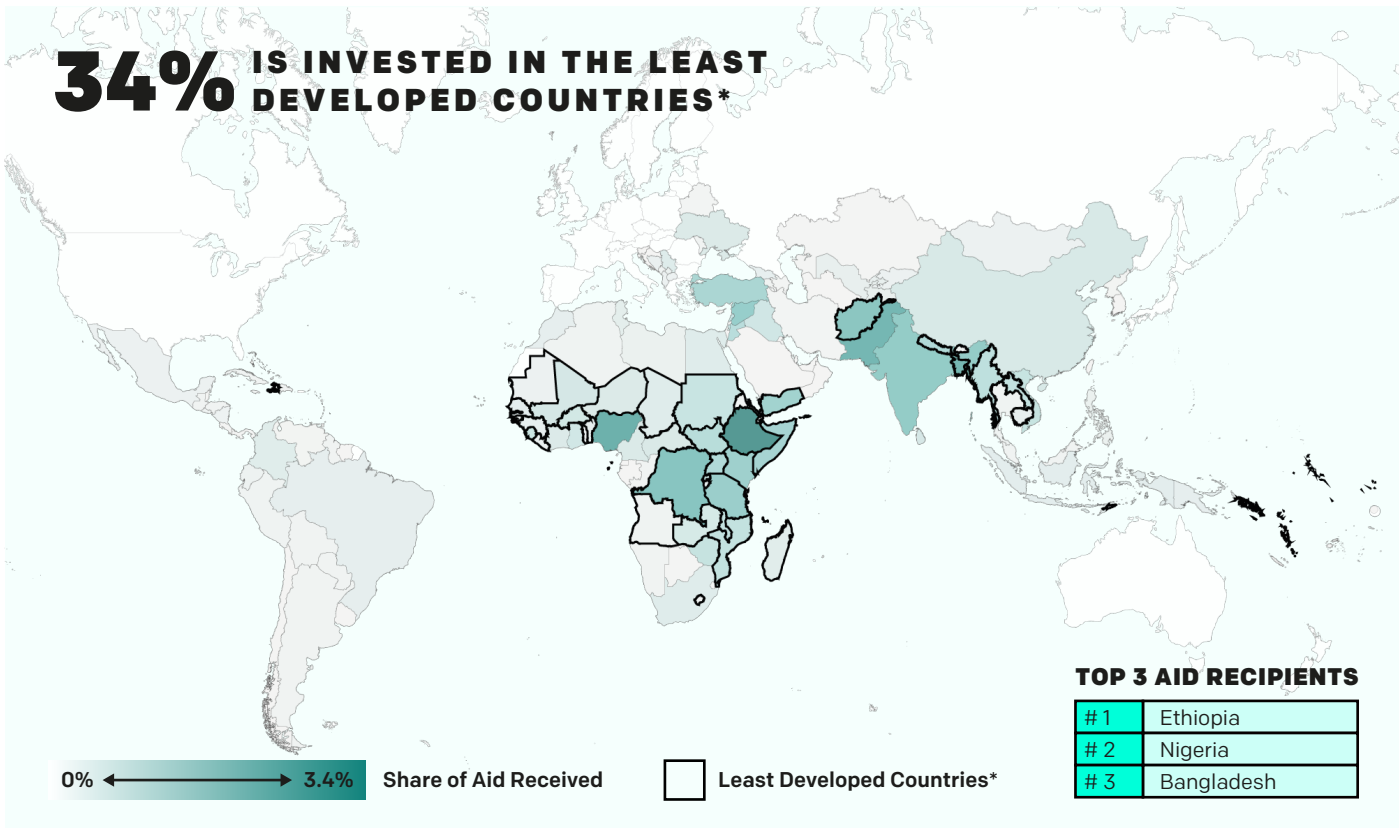 34% IS INVESTED IN THE LEAST
DEVELOPED COUNTRIES*
TOP 3 AID RECIPIENTS
# 1 Ethiopia
# 2 Nigeria
# 3 Bangladesh
0% 3.4% Share of Aid Received
Least Developed Countries*